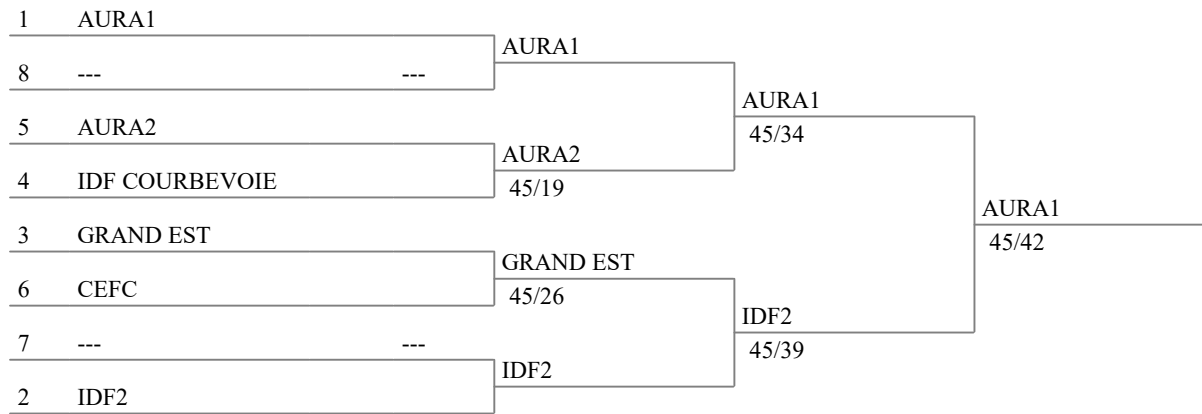 1 AURA1
AURA1
8 --- ---
AURA1
45/34
5 AURA2
AURA2
45/19
4 IDF COURBEVOIE
AURA1
45/42
3 GRAND EST
GRAND EST
45/26
6 CEFC
IDF2
45/39
7 --- ---
IDF2
2 IDF2